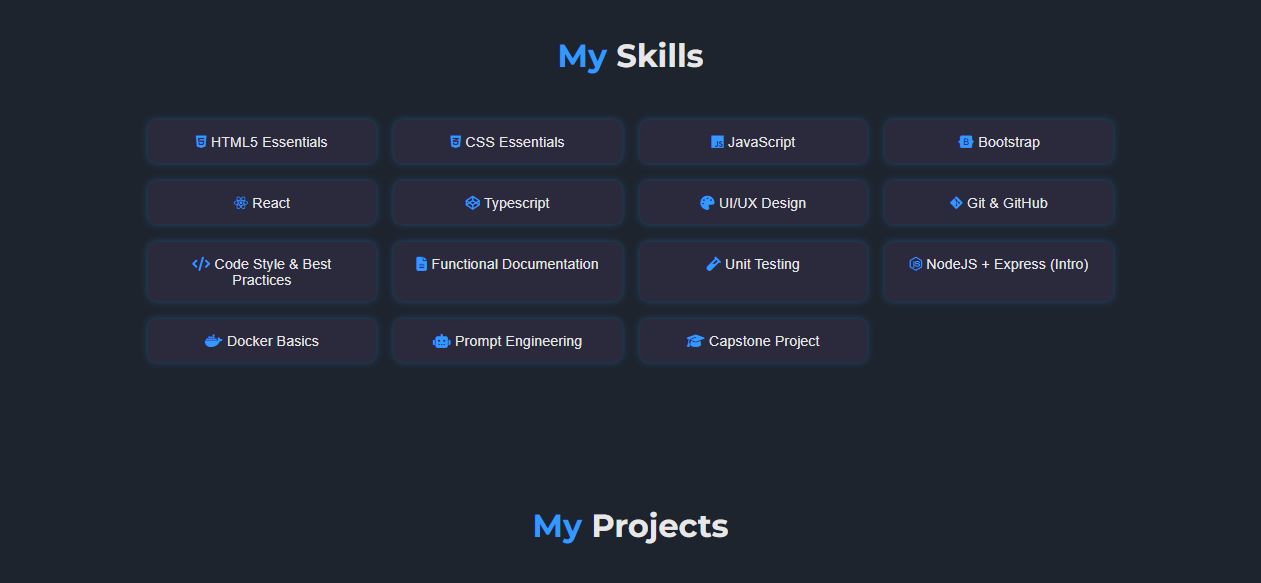 My Skills
HTML5 Essentials
CSS Essentials
JavaScript
Bootstrap
React
Typescript
UI/UX Design
Git & GitHub
Code Style & Best
Practices
Functional Documentation
Unit Testing
NodeJS + Express (Intro)
Docker Basics
Prompt Engineering
Capstone Project
My Projects